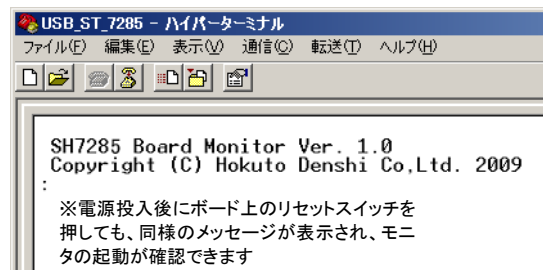 USB_ST_7285 - ハイパーターミナル
ファイル(F) 編集(E) 表示(V) 通信(C) 転送(T) ヘルプ(H)
SH7285 Board Monitor Ver. 1.0
Copyright (C) Hokuto Denshi Co,Ltd. 2009
:
※電源投入後にボード上のリセットスイッチを
押しても、同様のメッセージが表示され、モニ
タの起動が確認できます